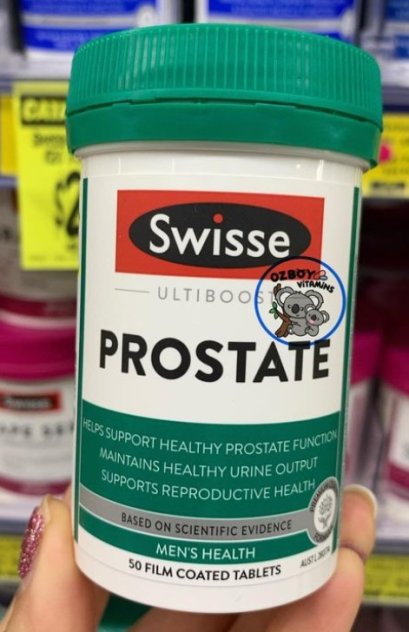 Swisse
ULTIBOOST
OZBOY
VITAMINS
PROSTATE
HELPS SUPPORT HEALTHY PROSTATE FUNCTION
MAINTAINS HEALTHY URINE OUTPUT
SUPPORTS REPRODUCTIVE HEALTH
BASED ON SCIENTIFIC EVIDENCE
MEN'S HEALTH
50 FILM COATED TABLETS